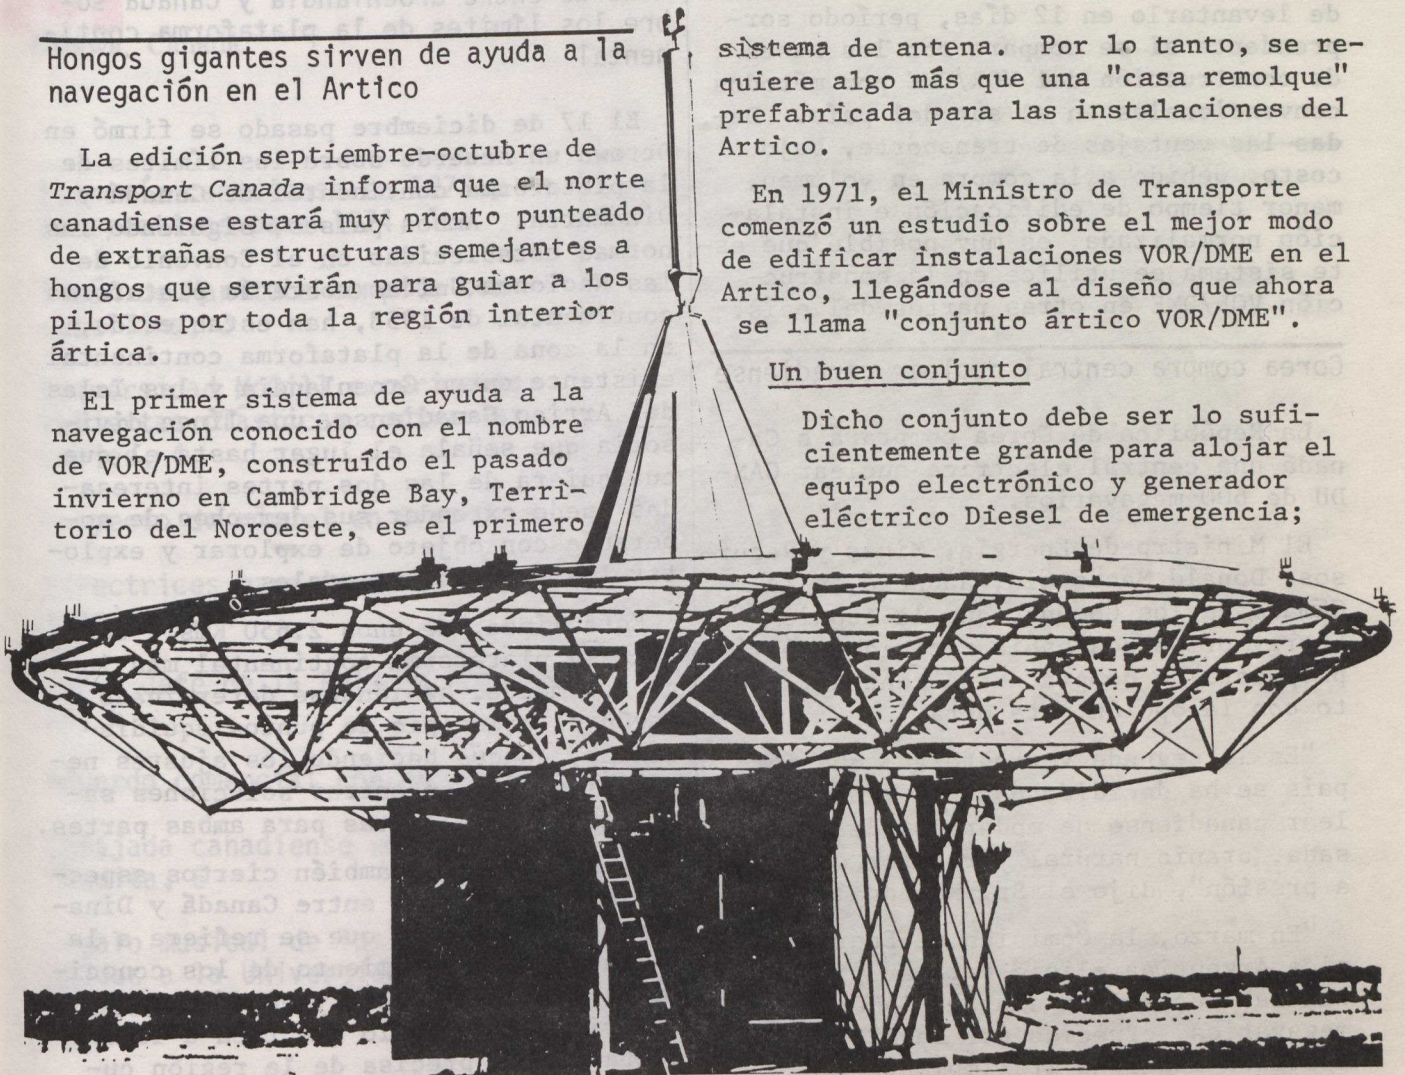 Hongos gigantes sirven de ayuda a la
navegación en el Artico
La edición septiembre-octubre de
Transport Canada informa que el norte
canadiense estará muy pronto punteado
de extrañas estructuras semejantes a
hongos que servirán para guiar a los
pilotos por toda la región interior
ártica.
El primer sistema de ayuda a la
navegación conocido con el nombre
de VOR/DME, construído el pasado
invierno en Cambridge Bay, Terri-
torio del Noroeste, es el primero
sistema de antena. Por lo tanto, se re-
quiere algo más que una "casa remolque"
prefabricada para las instalaciones del
Artico.
En 1971, el Ministro de Transporte
comenzó un estudio sobre el mejor modo
de edificar instalaciones VOR/DME en el
Artico, llegándose al diseño que ahora
se llama "conjunto ártico VOR/DME".
Un buen conjunto
Dicho conjunto debe ser lo sufi-
cientemente grande para alojar el
equipo electrónico y generador
eléctrico Diesel de emergencia;